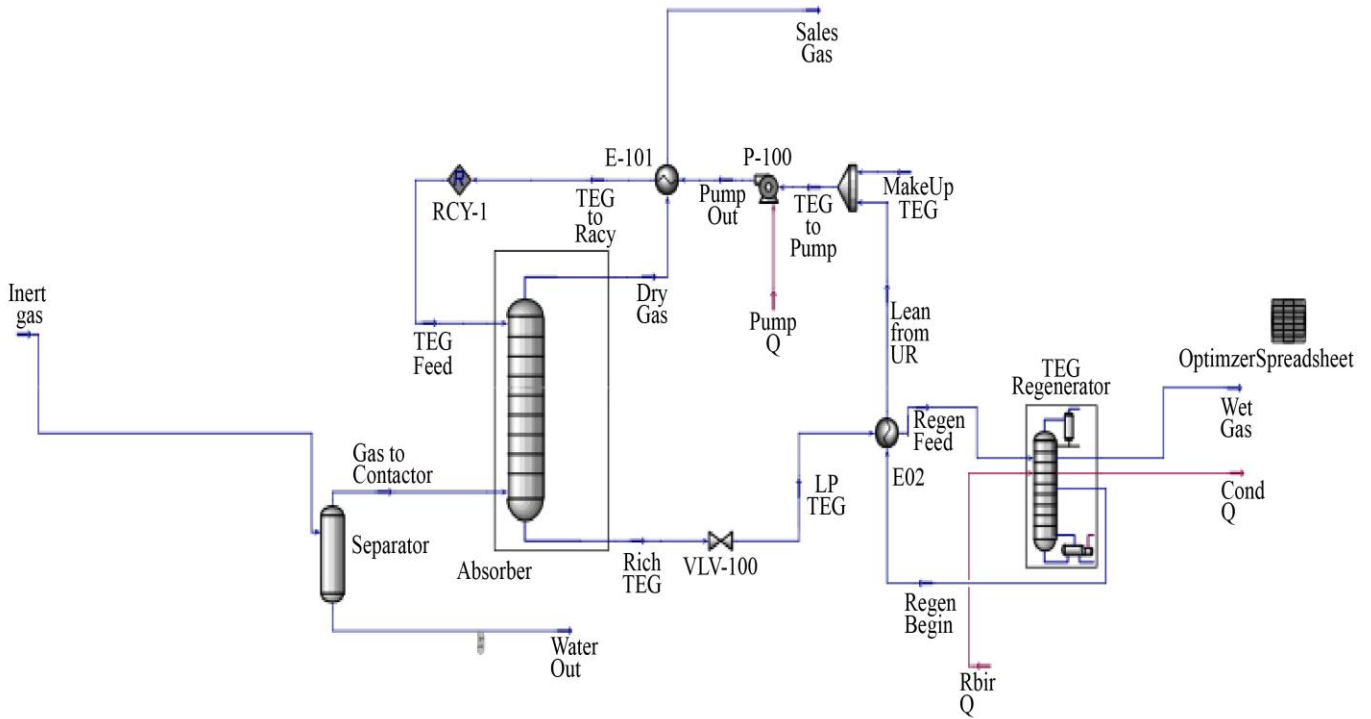 Sales
Gas
E-101
P-100
R
RCY-1
TEG
to
Racy
Pump
Out
TEG
to
Pump
MakeUp
TEG
Inert
gas
TEG
Feed
Dry
Gas
Pump
Q
Lean
from
UR
OptimzerSpreadsheet
TEG
Regenerator
Wet
Gas
Regen
Feed
Gas to
Contactor
E02
LP
TEG
Cond
Q
Separator
Absorber
Rich
TEG
VLV-100
Regen
Begin
Water
Out
Rbir
Q